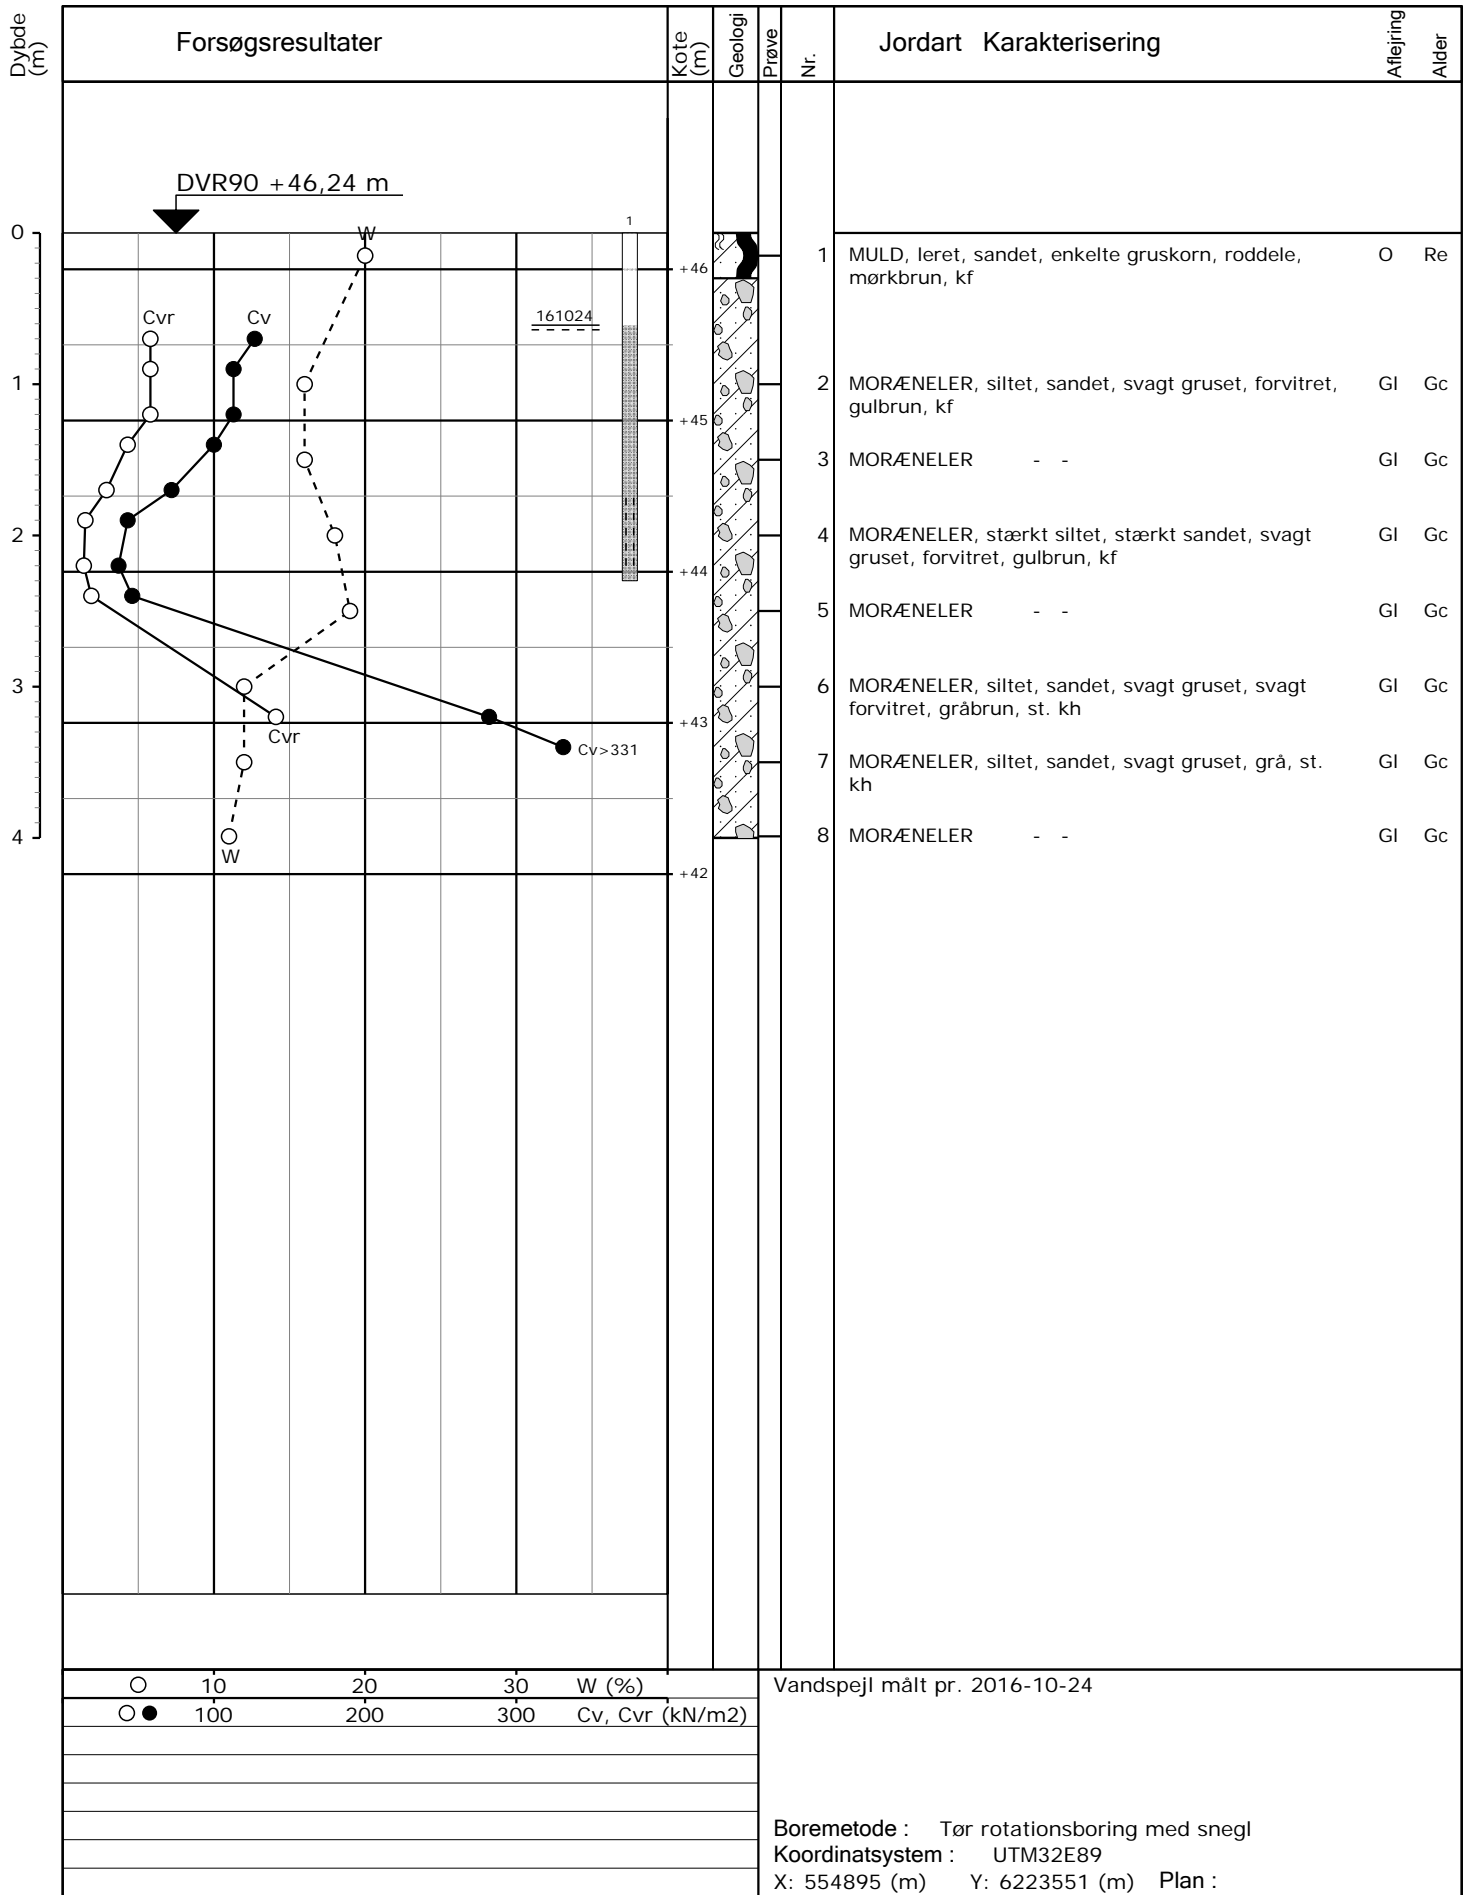 Dybde (m)
Forsøgsresultater
Kote (m)
Geologi
Prøve
Nr.
Jordart Karakterisering
Aflejring
Alder
DVR90 +46,24 m
0
1
2
3
4
W
1
Cvr
Cv
161024
Cvr
Cv>331
W
+46
+45
+44
+43
+42
1 MULD, leret, sandet, enkelte gruskorn, roddele, O Re
mørkbrun, kf
2 MORÆNELER, siltet, sandet, svagt gruset, forvitret, Gl Gc
gulbrun, kf
3 MORÆNELER - - Gl Gc
4 MORÆNELER, stærkt siltet, stærkt sandet, svagt Gl Gc
gruset, forvitret, gulbrun, kf
5 MORÆNELER - - Gl Gc
6 MORÆNELER, siltet, sandet, svagt gruset, svagt Gl Gc
forvitret, gråbrun, st. kh
7 MORÆNELER, siltet, sandet, svagt gruset, grå, st. Gl Gc
kh
8 MORÆNELER - - Gl Gc
10 20 30 W (%)
100 200 300 Cv, Cvr (kN/m2)
Vandspejl målt pr. 2016-10-24
Boremetode : Tør rotationsboring med snegl
Koordinatsystem : UTM32E89
X: 554895 (m) Y: 6223551 (m) Plan :